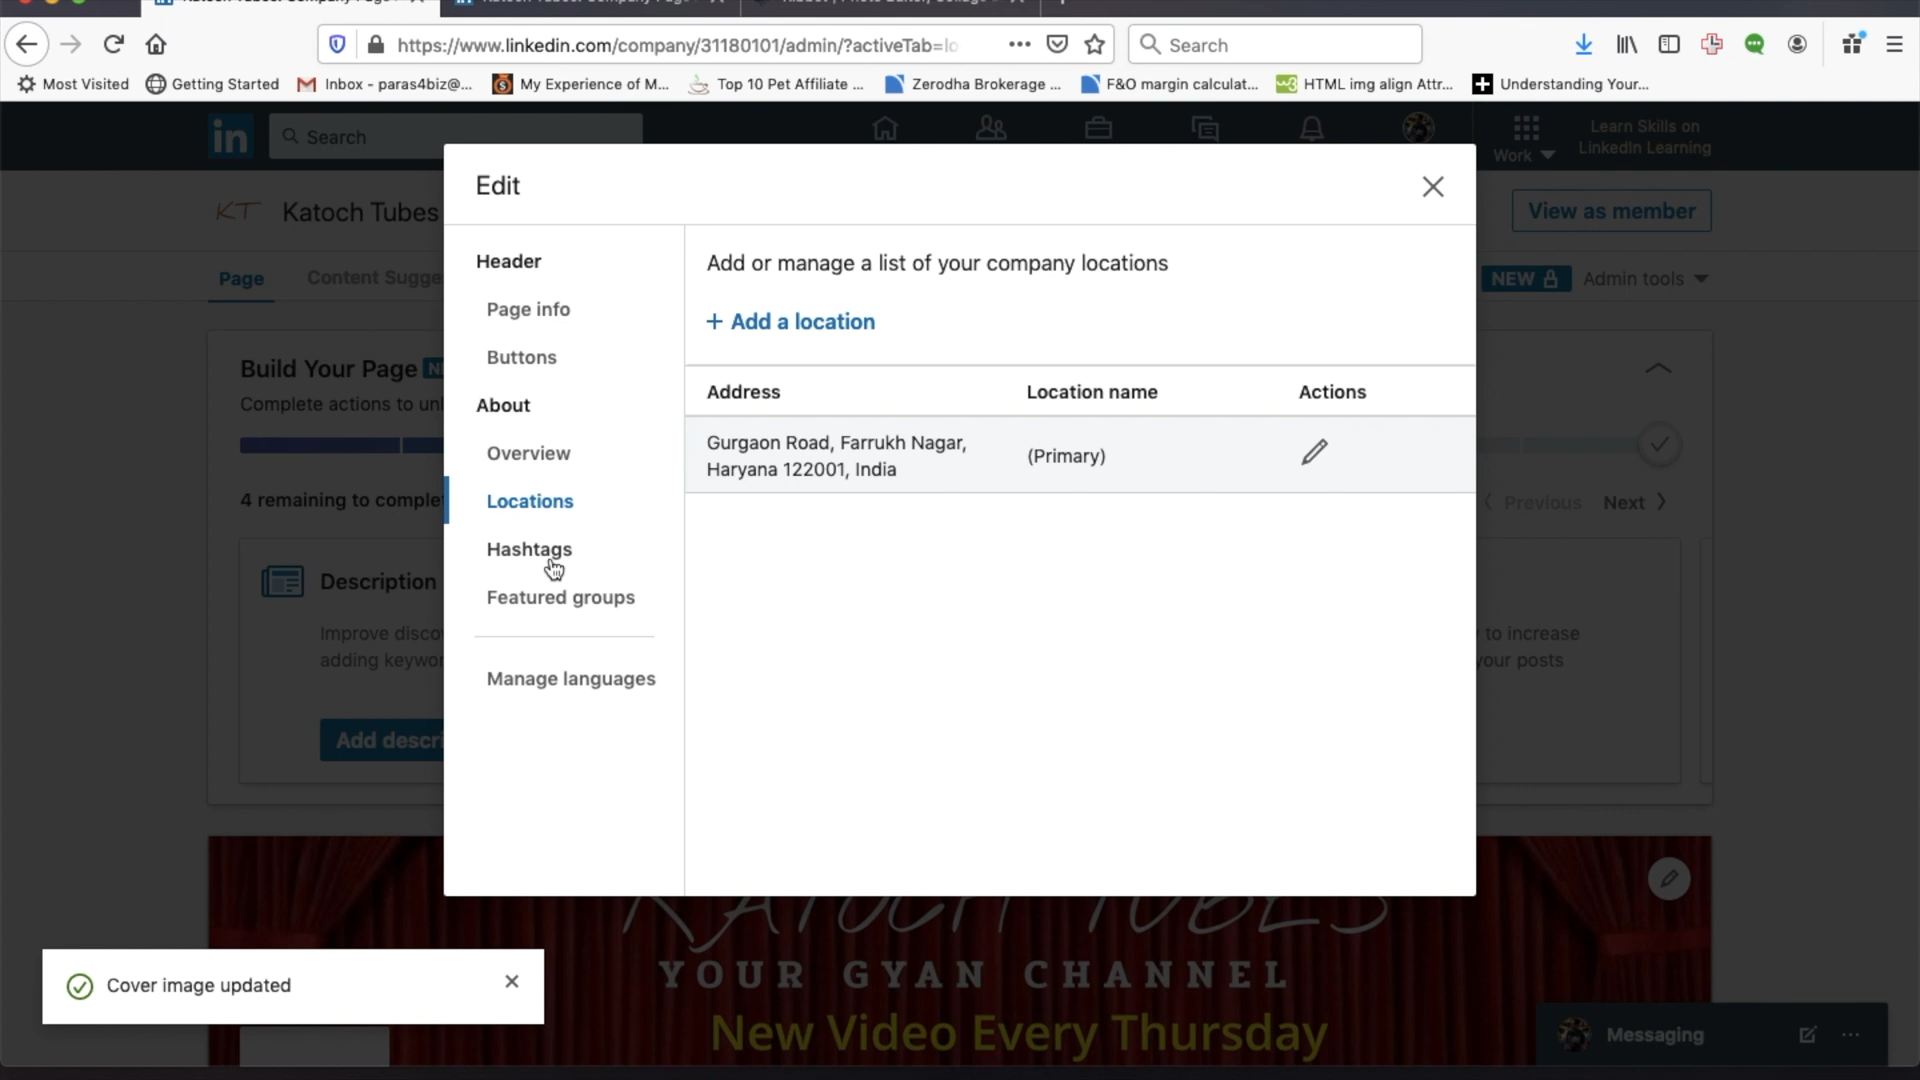 https://www.linkedin.com/company/31180101/admin/?activeTab=lo
Search
Most Visited
Getting Started
Inbox - paras4biz@...
My Experience of M...
Top 10 Pet Affiliate ...
Zerodha Brokerage ...
F&O margin calculat...
HTML img align Attr...
Understanding Your...
in
Search
Work
Learn Skills on
LinkedIn Learning
KT
Katoch Tubes
View as member
Page
Content Sugge
NEW
Admin tools
Edit
Header
Page info
Buttons
About
Overview
Locations
Hashtags
Featured groups
Manage languages
Add or manage a list of your company locations
+ Add a location
Address
Location name
Actions
Gurgaon Road, Farrukh Nagar,
Haryana 122001, India
(Primary)
Build Your Page
Complete actions to unl
4 remaining to complet
Previous
Next
Description
Improve disco
adding keywor
Add descri
to increase
your posts
KATOCH TUBES
YOUR GYAN CHANNEL
New Video Every Thursday
Cover image updated
Messaging